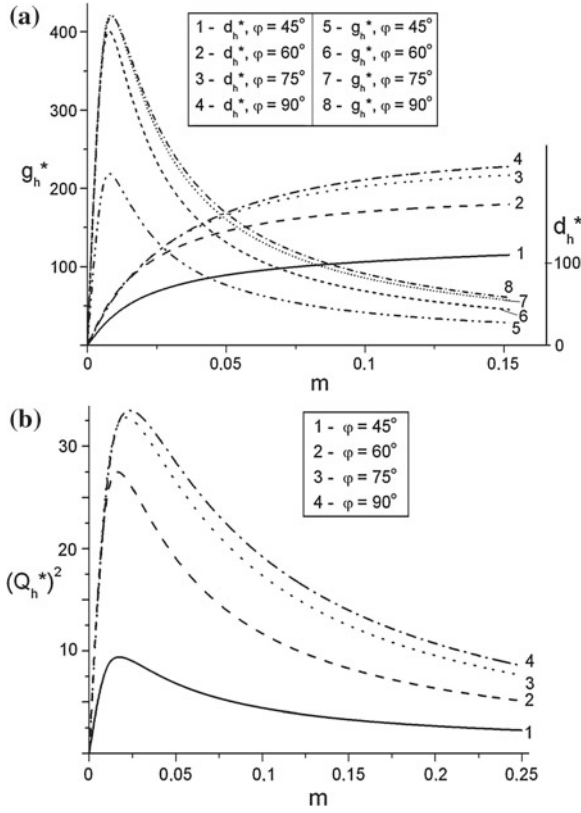 (a)
400
300
200
100
0
g_h*
1 - d_h*, φ = 45°
2 - d_h*, φ = 60°
3 - d_h*, φ = 75°
4 - d_h*, φ = 90°
5 - g_h*, φ = 45°
6 - g_h*, φ = 60°
7 - g_h*, φ = 75°
8 - g_h*, φ = 90°
4
3
2
1
8
7
6
5
d_h*
100
0
0
0.05
0.1
0.15
m
(b)
30
20
10
0
(Q_h*)²
1 - φ = 45°
2 - φ = 60°
3 - φ = 75°
4 - φ = 90°
4
3
2
1
0
0.05
0.1
0.15
0.2
0.25
m